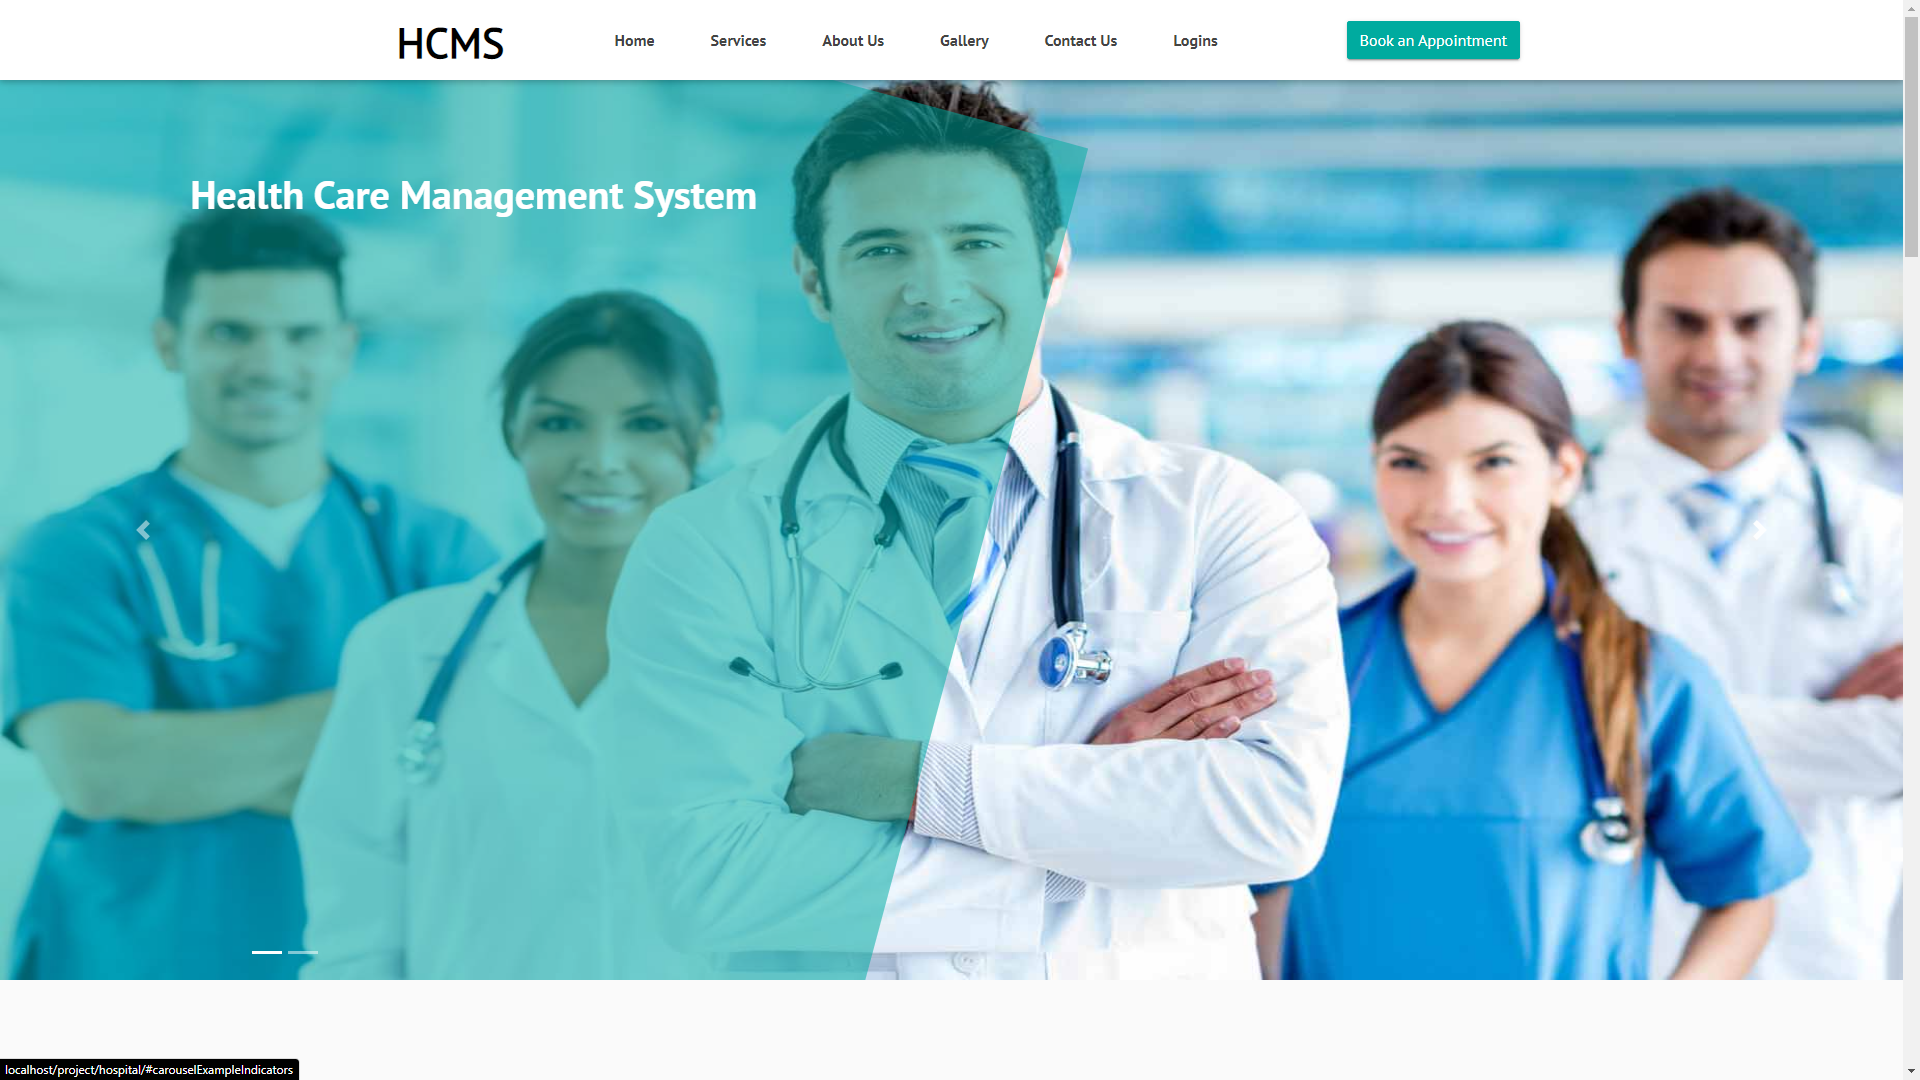 HCMS
Home
Services
About Us
Gallery
Contact Us
Logins
Book an Appointment
Health Care Management System
localhost/project/hospital/#carouselExampleIndicators